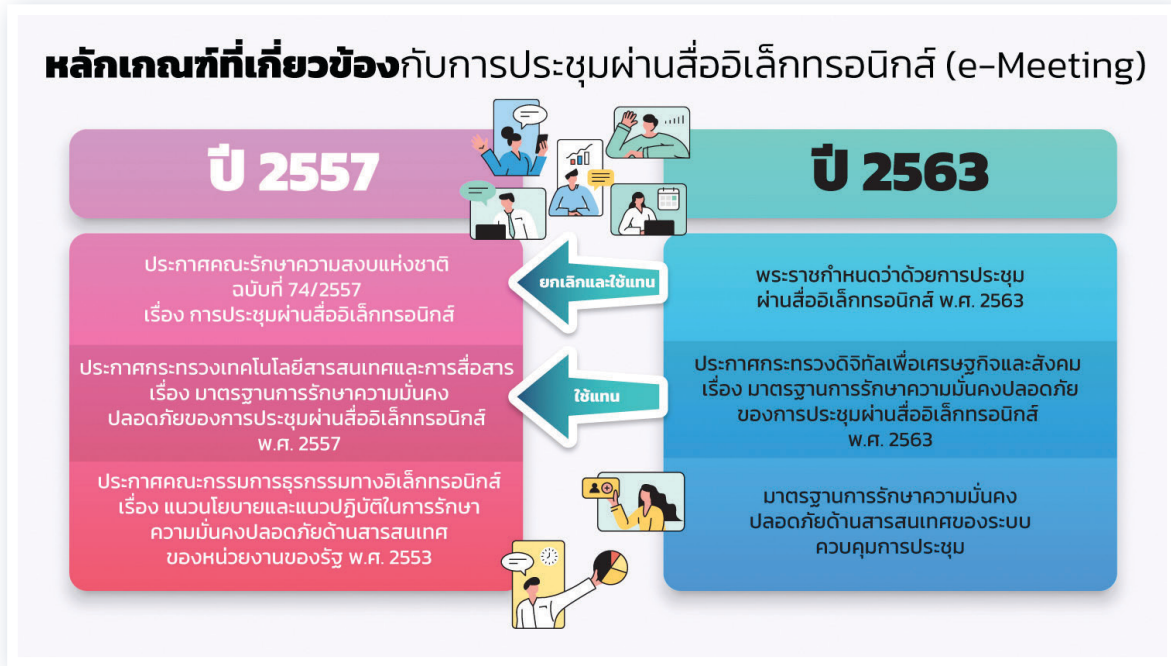 หลักเกณฑ์ที่เกี่ยวข้องกับการประชุมผ่านสื่ออิเล็กทรอนิกส์ (e-Meeting)
ปี 2557
ปี 2563
ประกาศคณะรักษาความสงบแห่งชาติ
ฉบับที่ 74/2557
เรื่อง การประชุมผ่านสื่ออิเล็กทรอนิกส์
ยกเลิกและใช้แทน
พระราชกำหนดว่าด้วยการประชุม
ผ่านสื่ออิเล็กทรอนิกส์ พ.ศ. 2563
ประกาศกระทรวงเทคโนโลยีสารสนเทศและการสื่อสาร
เรื่อง มาตรฐานการรักษาความมั่นคง
ปลอดภัยของการประชุมผ่านสื่ออิเล็กทรอนิกส์
พ.ศ. 2557
ใช้แทน
ประกาศกระทรวงดิจิทัลเพื่อเศรษฐกิจและสังคม
เรื่อง มาตรฐานการรักษาความมั่นคงปลอดภัย
ของการประชุมผ่านสื่ออิเล็กทรอนิกส์
พ.ศ. 2563
ประกาศคณะกรรมการธุรกรรมทางอิเล็กทรอนิกส์
เรื่อง แนวนโยบายและแนวปฏิบัติในการรักษา
ความมั่นคงปลอดภัยด้านสารสนเทศ
ของหน่วยงานของรัฐ พ.ศ. 2553
มาตรฐานการรักษาความมั่นคง
ปลอดภัยด้านสารสนเทศของระบบ
ควบคุมการประชุม